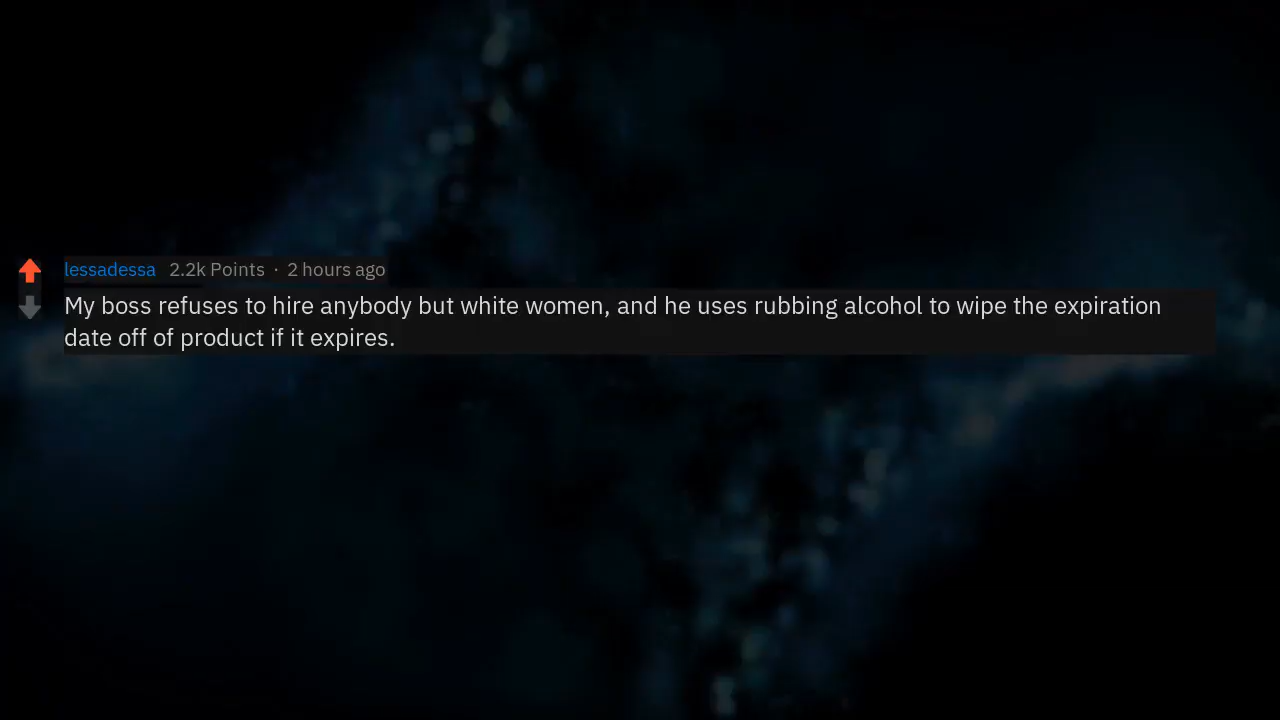 lessadessa 2.2k Points · 2 hours ago
My boss refuses to hire anybody but white women, and he uses rubbing alcohol to wipe the expiration
date off of product if it expires.